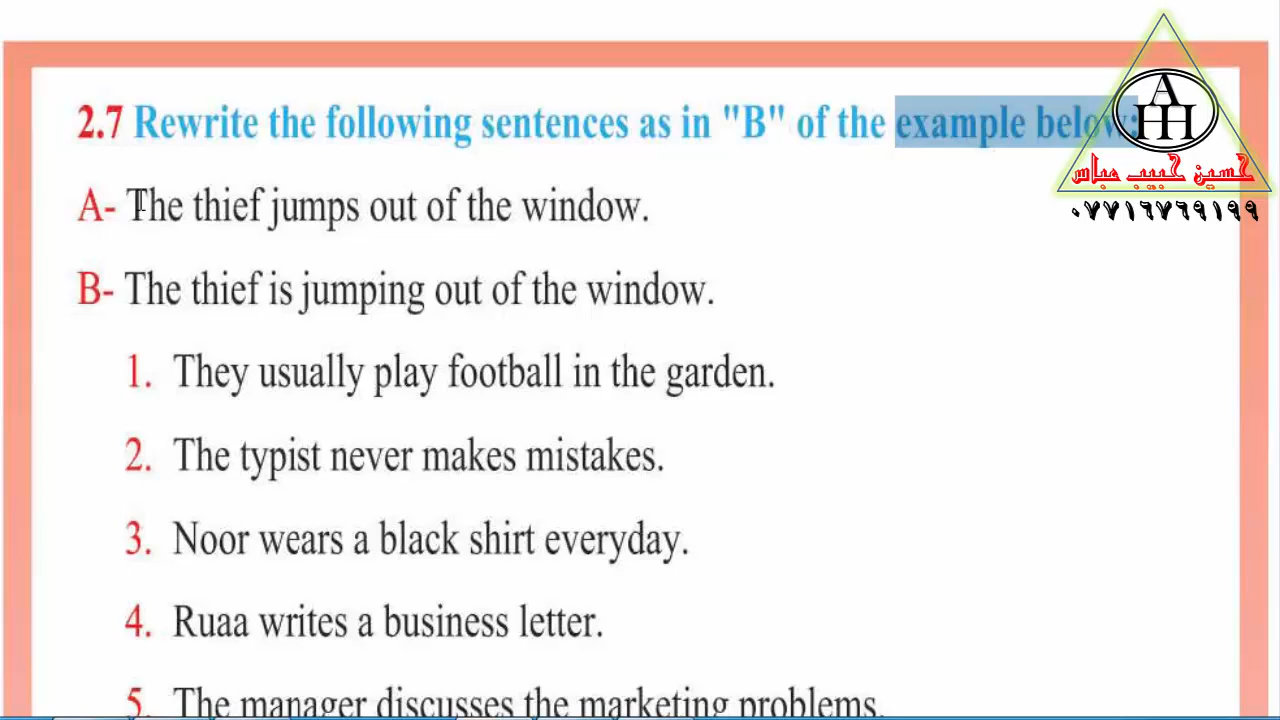 2.7 Rewrite the following sentences as in "B" of the example below:
A- The thief jumps out of the window.
B- The thief is jumping out of the window.
1. They usually play football in the garden.
2. The typist never makes mistakes.
3. Noor wears a black shirt everyday.
4. Ruaa writes a business letter.
5. The manager discusses the marketing problems.
AHH
حسين حبيب عباس
٠٧٧١٦٧٦٩١٩٩